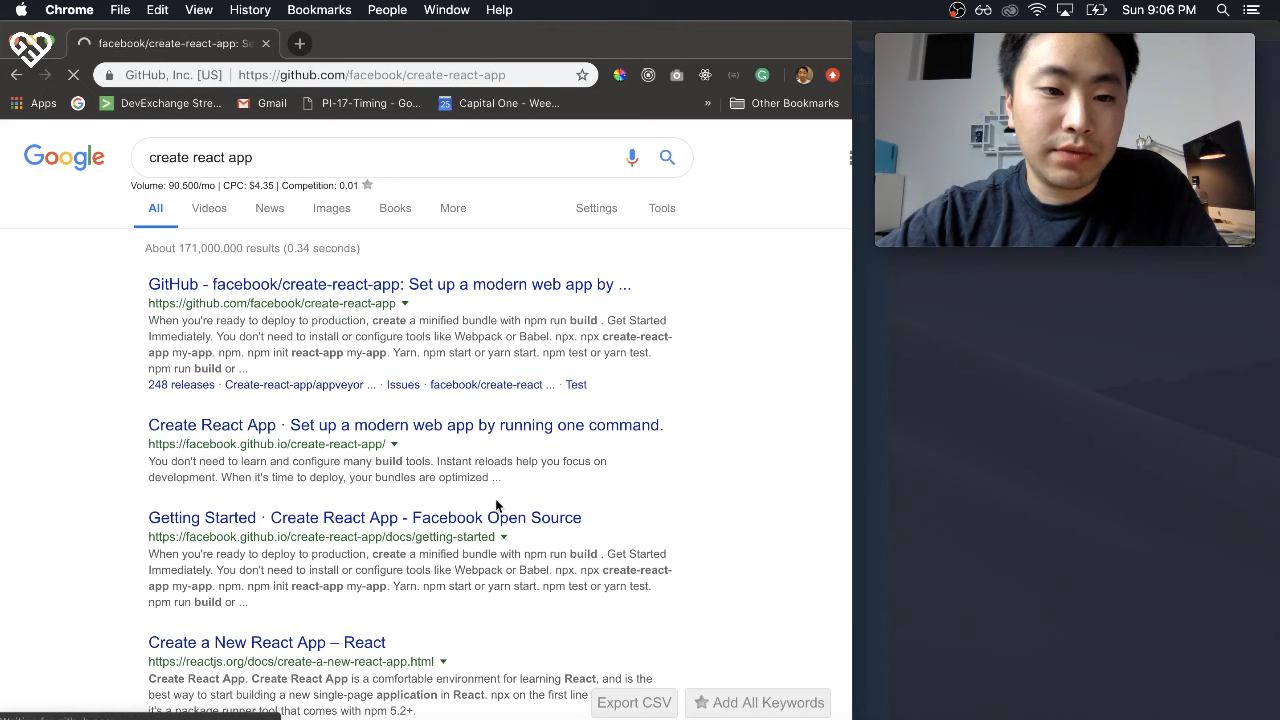 Chrome File Edit View History Bookmarks People Window Help Sun 9:06 PM
facebook/create-react-app: Se
GitHub, Inc. [US] https://github.com/facebook/create-react-app
Apps DevExchange Stre... Gmail PI-17-Timing - Go... 25 Capital One - Wee... » Other Bookmarks
Google create react app
Volume: 90,500/mo | CPC: $4.35 | Competition: 0.01
All Videos News Images Books More Settings Tools
About 171,000,000 results (0.34 seconds)
GitHub - facebook/create-react-app: Set up a modern web app by ...
https://github.com/facebook/create-react-app
When you're ready to deploy to production, create a minified bundle with npm run build . Get Started
Immediately. You don't need to install or configure tools like Webpack or Babel. npx. npx create-react-
app my-app. npm. npm init react-app my-app. Yarn. npm start or yarn start. npm test or yarn test.
npm run build or ...
248 releases · Create-react-app/appveyor ... · Issues · facebook/create-react ... · Test
Create React App · Set up a modern web app by running one command.
https://facebook.github.io/create-react-app/
You don't need to learn and configure many build tools. Instant reloads help you focus on
development. When it's time to deploy, your bundles are optimized ...
Getting Started · Create React App - Facebook Open Source
https://facebook.github.io/create-react-app/docs/getting-started
When you're ready to deploy to production, create a minified bundle with npm run build . Get Started
Immediately. You don't need to install or configure tools like Webpack or Babel. npx. npx create-react-
app my-app. npm. npm init react-app my-app. Yarn. npm start or yarn start. npm test or yarn test.
npm run build or ...
Create a New React App – React
https://reactjs.org/docs/create-a-new-react-app.html
Create React App. Create React App is a comfortable environment for learning React, and is the
best way to start building a new single-page application in React. npx on the first line
it's a package runner tool that comes with npm 5.2+.
Export CSV Add All Keywords